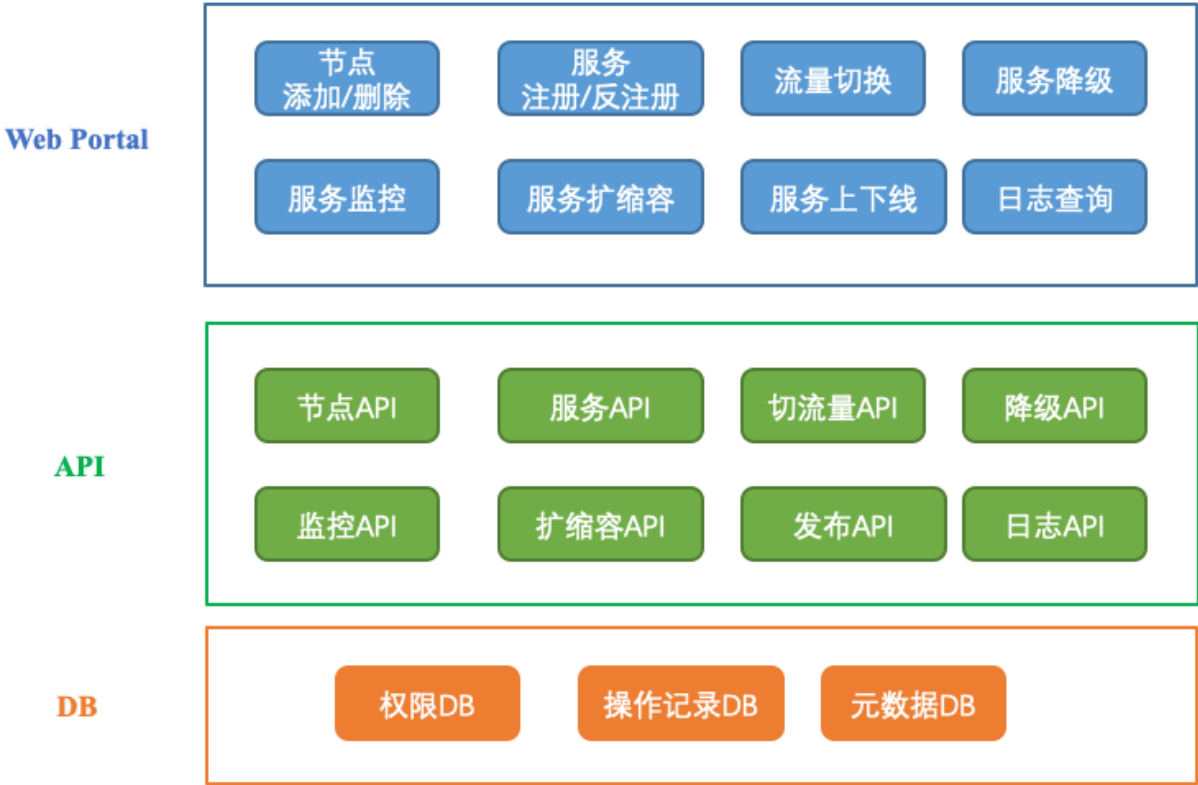 节点
添加/删除
服务
注册/反注册
流量切换
服务降级
Web Portal
服务监控
服务扩缩容
服务上下线
日志查询
节点API
服务API
切流量API
降级API
API
监控API
扩缩容API
发布API
日志API
DB
权限DB
操作记录DB
元数据DB